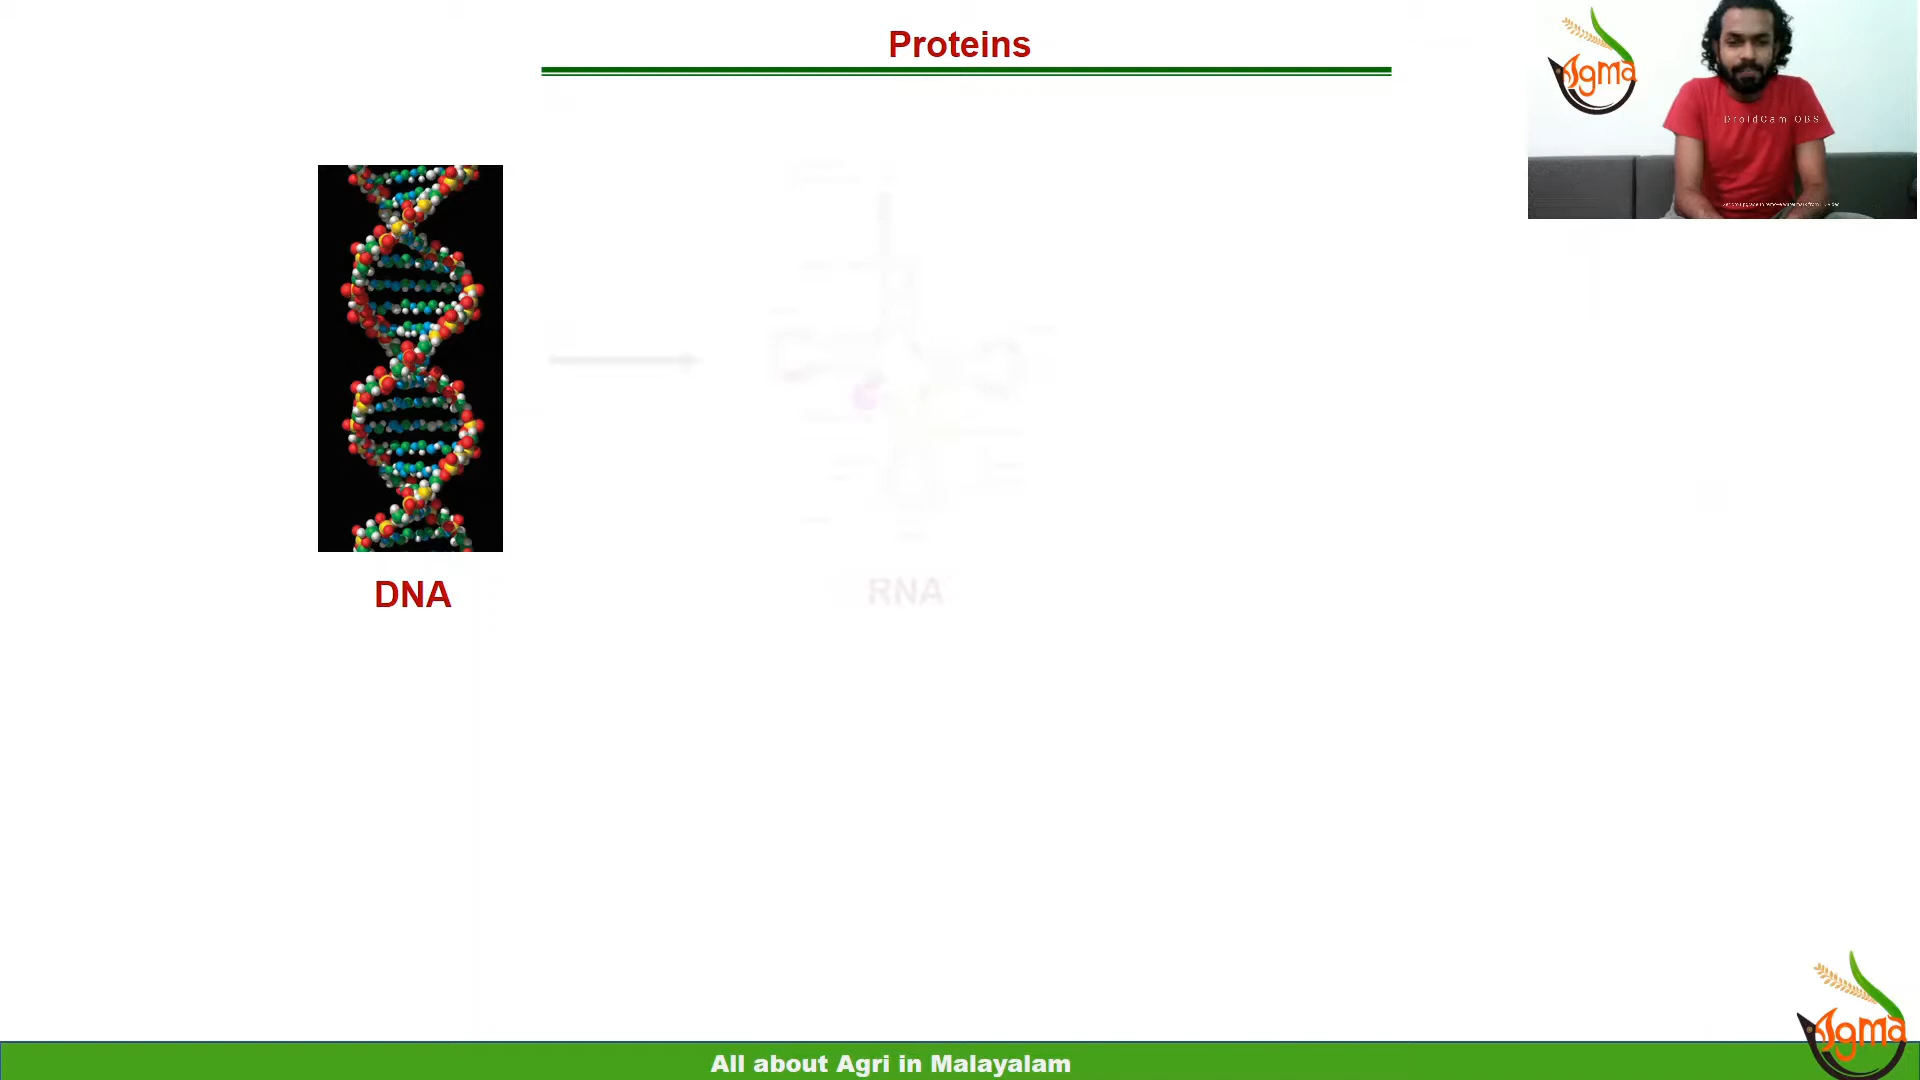 Proteins
DroidCam OBS
DNA
RNA
All about Agri in Malayalam